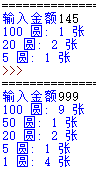 ==============
输入金额145
100 圆: 1 张
20 圆: 2 张
5 圆: 1 张
>>>
==============
输入金额999
100 圆: 9 张
50 圆: 1 张
20 圆: 2 张
5 圆: 1 张
1 圆: 4 张